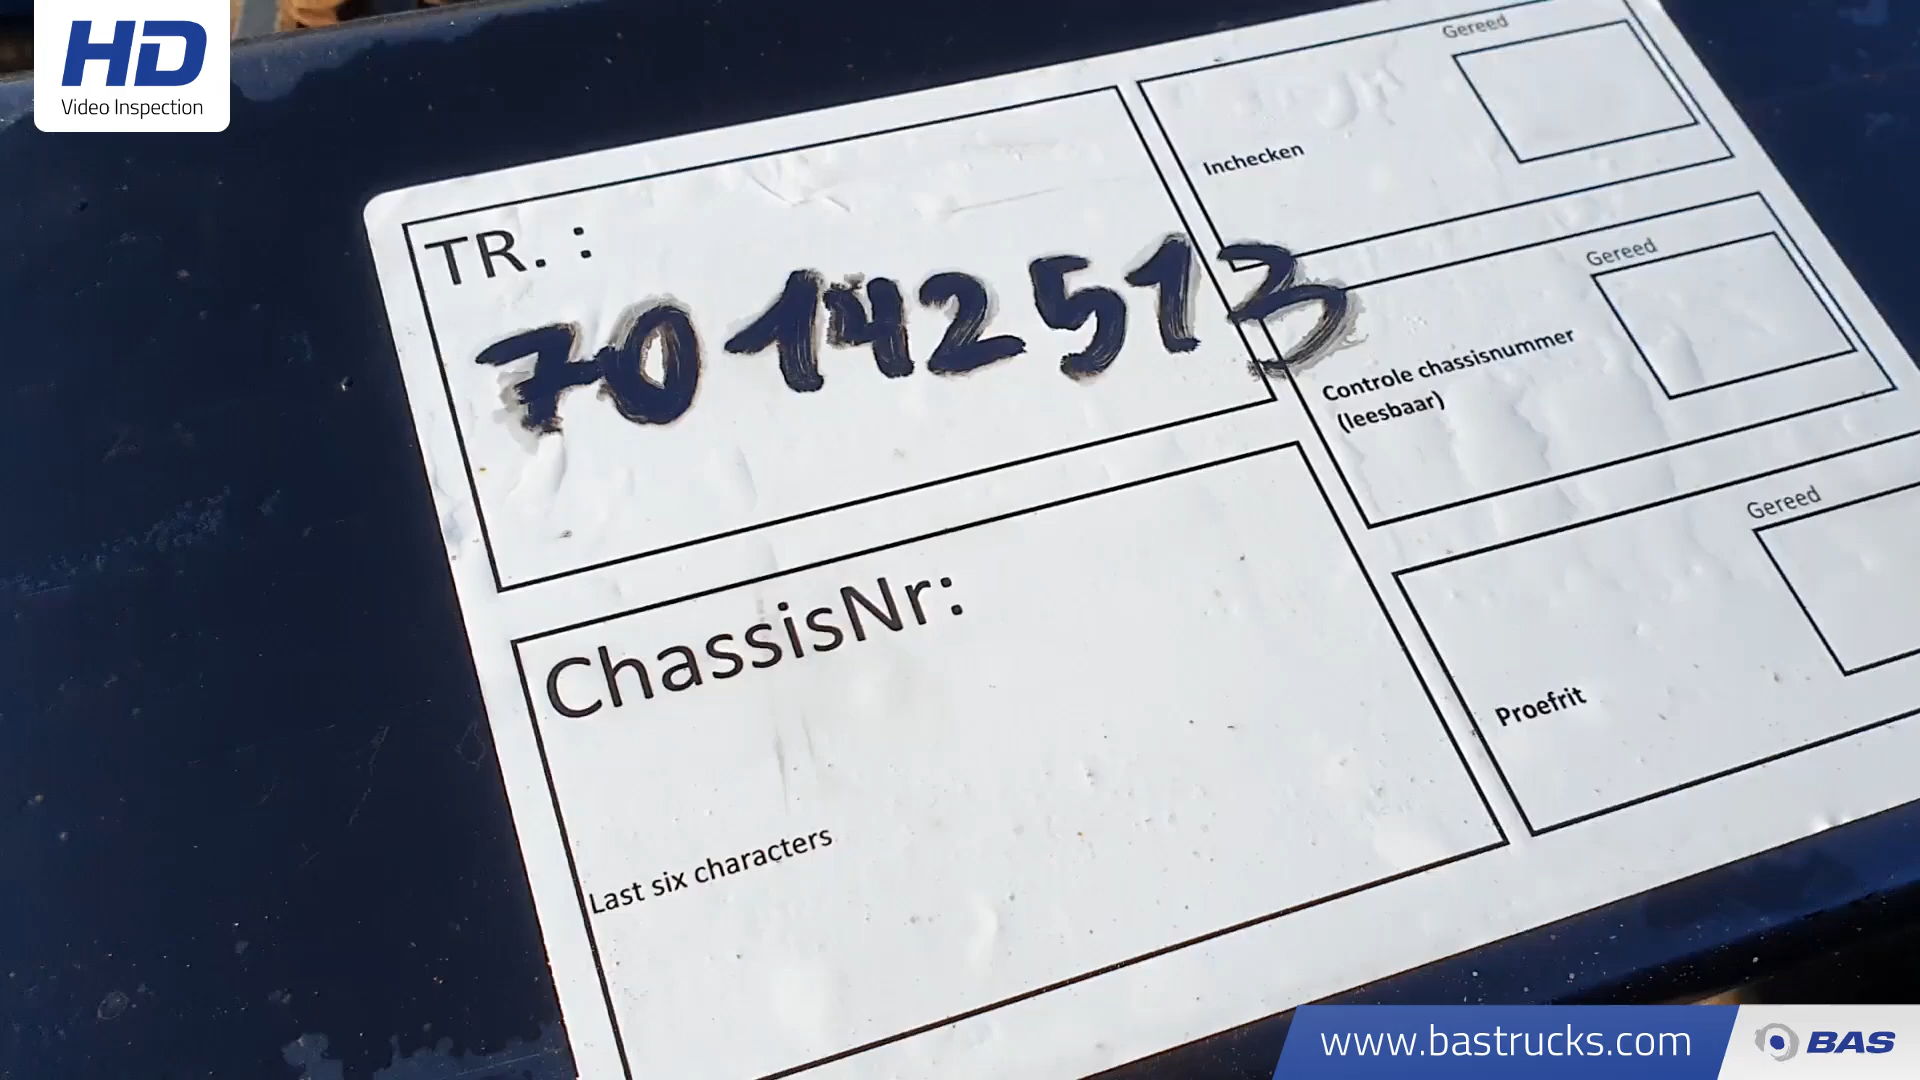 HD
Video Inspection
TR. :
70142513
ChassisNr:
Last six characters
Gereed
Inchecken
Gereed
Controle chassisnummer
(leesbaar)
Gereed
Proefrit
www.bastrucks.com
BAS